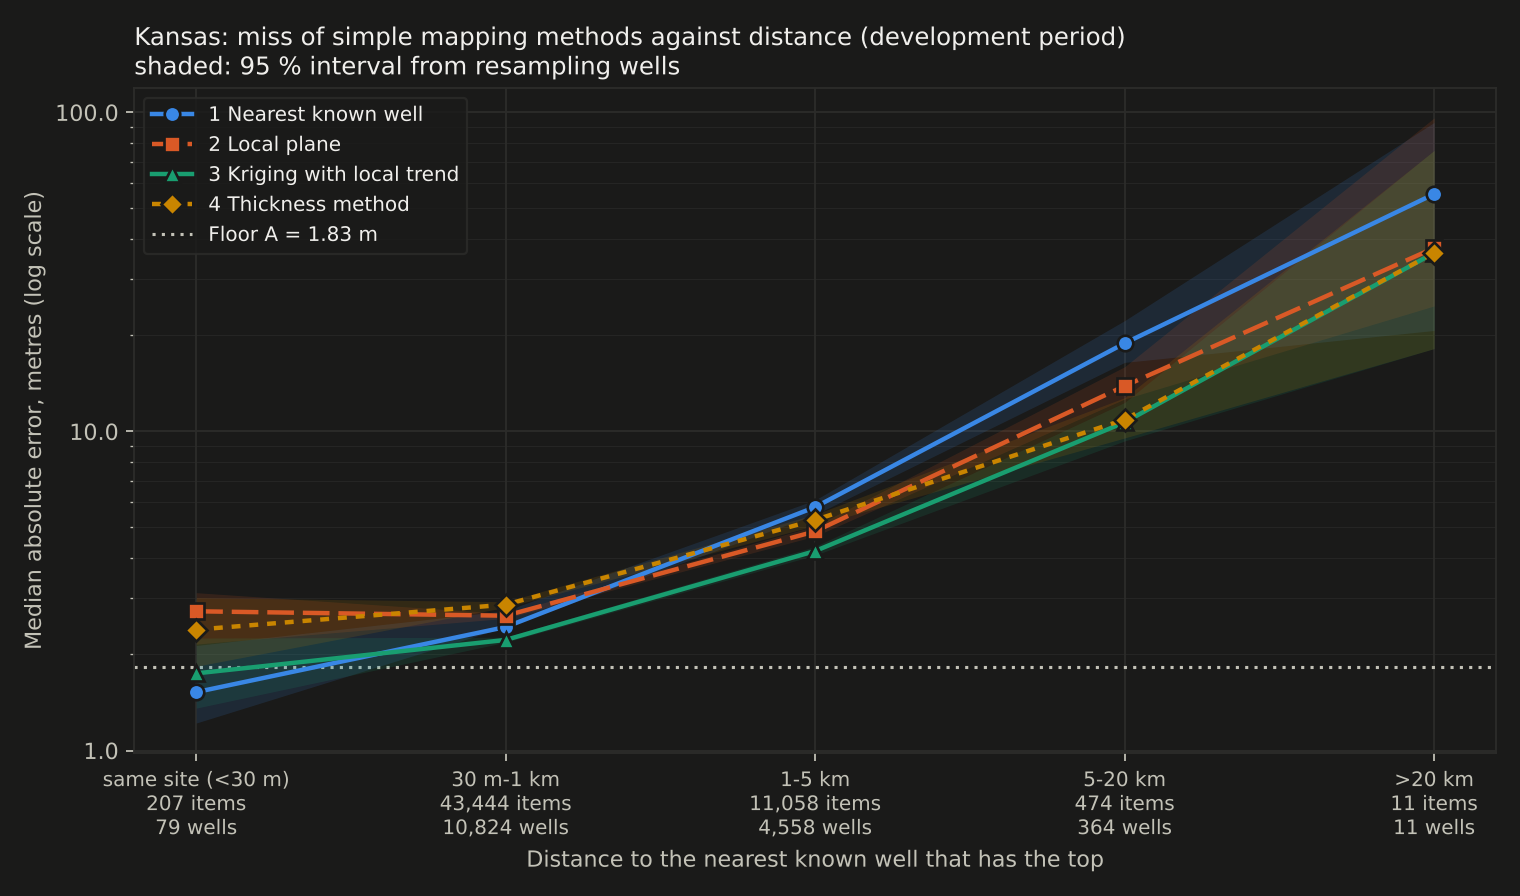 Kansas: miss of simple mapping methods against distance (development period)
shaded: 95 % interval from resampling wells
1 Nearest known well
2 Local plane
3 Kriging with local trend
4 Thickness method
Floor A = 1.83 m
Median absolute error, metres (log scale)
100.0
10.0
1.0
same site (<30 m)
207 items
79 wells
30 m-1 km
43,444 items
10,824 wells
1-5 km
11,058 items
4,558 wells
5-20 km
474 items
364 wells
>20 km
11 items
11 wells
Distance to the nearest known well that has the top